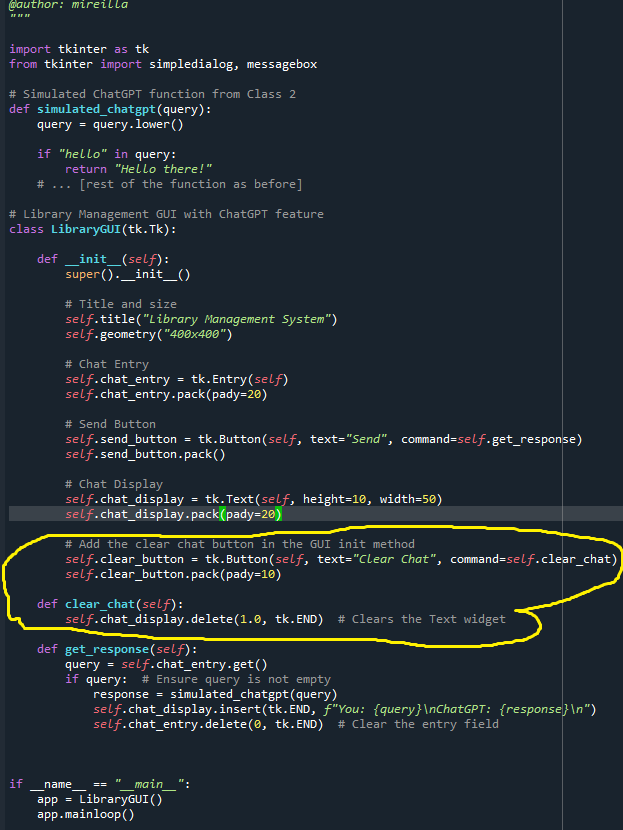 @author: mireilla
"""
import tkinter as tk
from tkinter import simpledialog, messagebox
# Simulated ChatGPT function from Class 2
def simulated_chatgpt(query):
    query = query.lower()
    if "hello" in query:
        return "Hello there!"
    # ... [rest of the function as before]
# Library Management GUI with ChatGPT feature
class LibraryGUI(tk.Tk):
    def __init__(self):
        super().__init__()
        # Title and size
        self.title("Library Management System")
        self.geometry("400x400")
        # Chat Entry
        self.chat_entry = tk.Entry(self)
        self.chat_entry.pack(pady=20)
        # Send Button
        self.send_button = tk.Button(self, text="Send", command=self.get_response)
        self.send_button.pack()
        # Chat Display
        self.chat_display = tk.Text(self, height=10, width=50)
        self.chat_display.pack(pady=20)
        # Add the clear chat button in the GUI init method
        self.clear_button = tk.Button(self, text="Clear Chat", command=self.clear_chat)
        self.clear_button.pack(pady=10)
    def clear_chat(self):
        self.chat_display.delete(1.0, tk.END)  # Clears the Text widget
    def get_response(self):
        query = self.chat_entry.get()
        if query:  # Ensure query is not empty
            response = simulated_chatgpt(query)
            self.chat_display.insert(tk.END, f"You: {query}\nChatGPT: {response}\n")
            self.chat_entry.delete(0, tk.END)  # Clear the entry field
if __name__ == "__main__":
    app = LibraryGUI()
    app.mainloop()